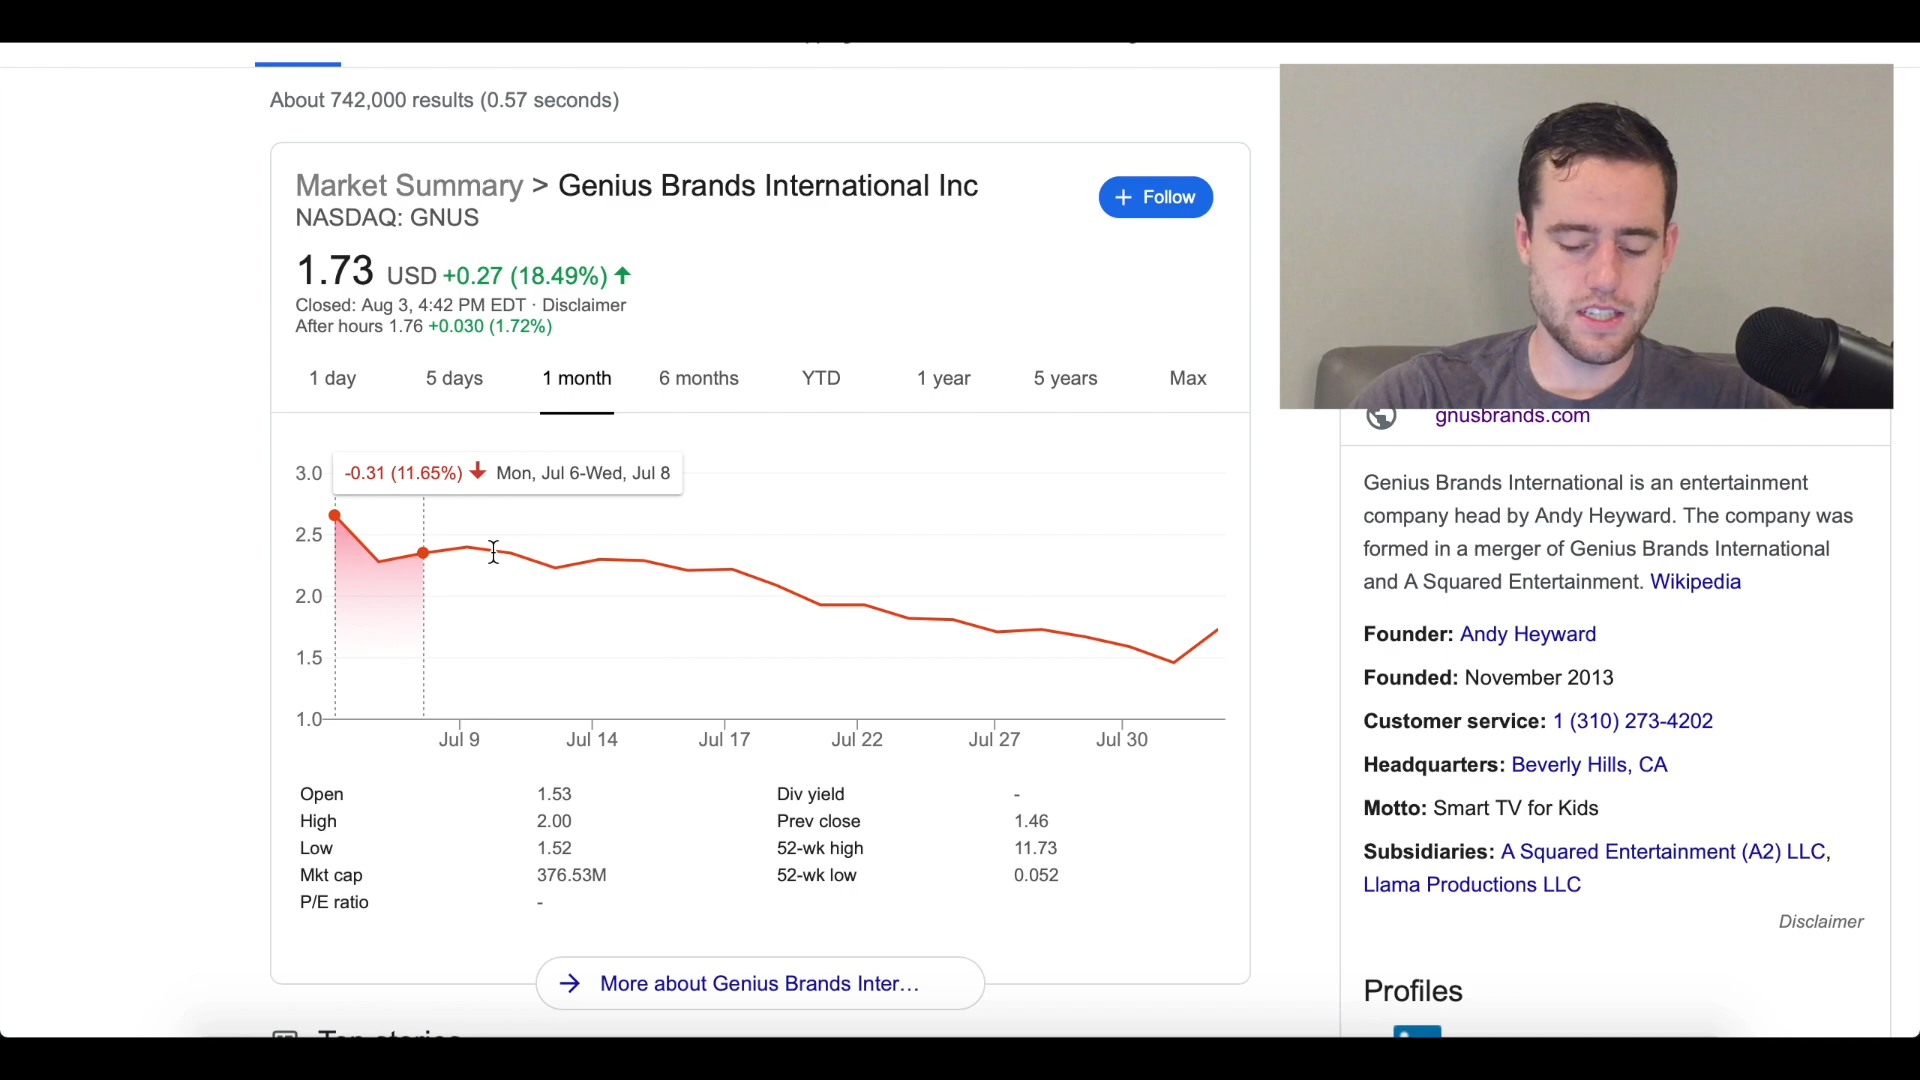 About 742,000 results (0.57 seconds)
Market Summary > Genius Brands International Inc
NASDAQ: GNUS
+ Follow
1.73 USD +0.27 (18.49%)
Closed: Aug 3, 4:42 PM EDT · Disclaimer
After hours 1.76 +0.030 (1.72%)
1 day 5 days 1 month 6 months YTD 1 year 5 years Max
-0.31 (11.65%) Mon, Jul 6-Wed, Jul 8
3.0
2.5
2.0
1.5
1.0
Jul 9 Jul 14 Jul 17 Jul 22 Jul 27 Jul 30
Open 1.53 Div yield -
High 2.00 Prev close 1.46
Low 1.52 52-wk high 11.73
Mkt cap 376.53M 52-wk low 0.052
P/E ratio -
More about Genius Brands Inter...
Top stories
gnusbrands.com
Genius Brands International is an entertainment
company head by Andy Heyward. The company was
formed in a merger of Genius Brands International
and A Squared Entertainment. Wikipedia
Founder: Andy Heyward
Founded: November 2013
Customer service: 1 (310) 273-4202
Headquarters: Beverly Hills, CA
Motto: Smart TV for Kids
Subsidiaries: A Squared Entertainment (A2) LLC,
Llama Productions LLC
Disclaimer
Profiles